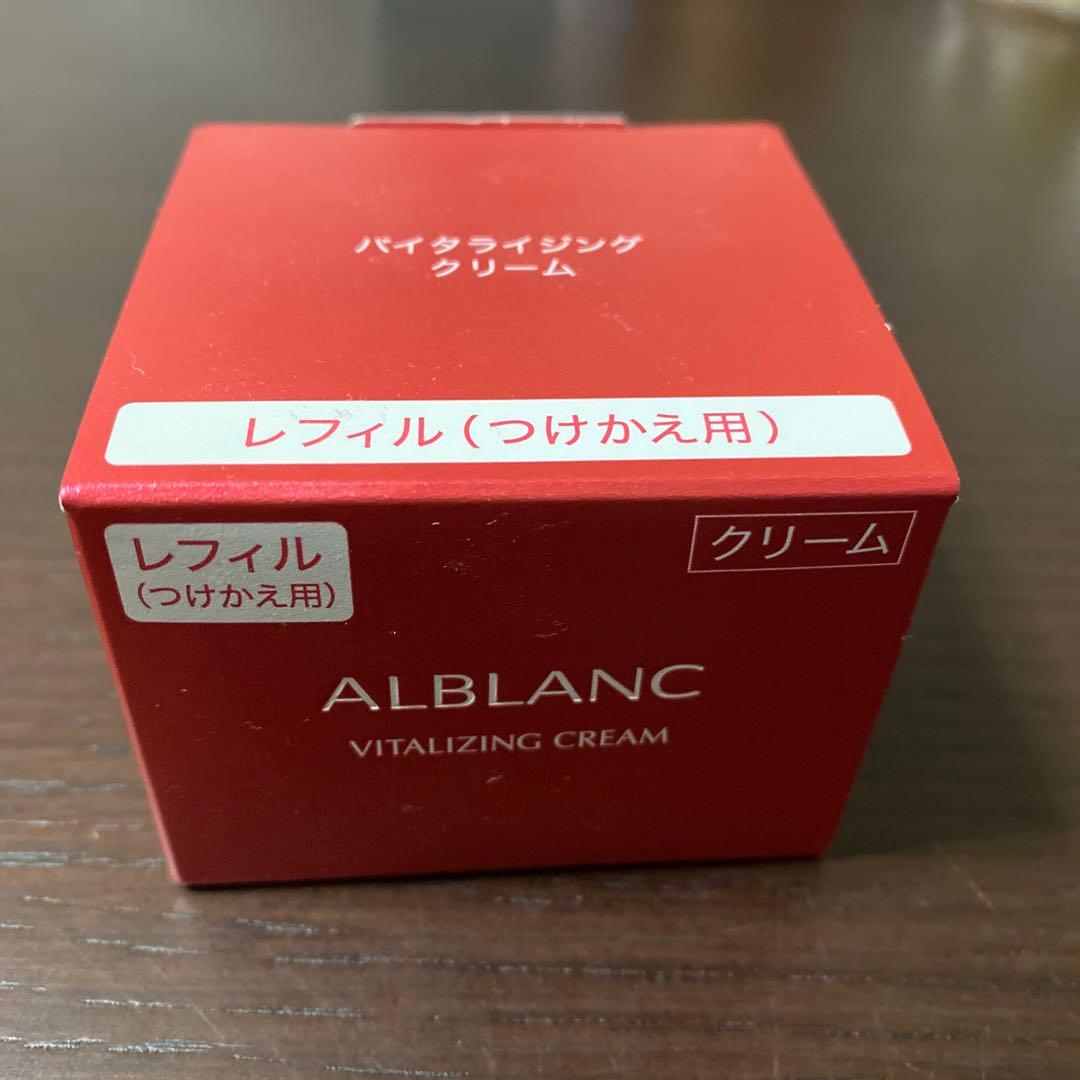 バイタライジング
クリーム
レフィル(つけかえ用)
レフィル
(つけかえ用)
クリーム
ALBLANC
VITALIZING CREAM